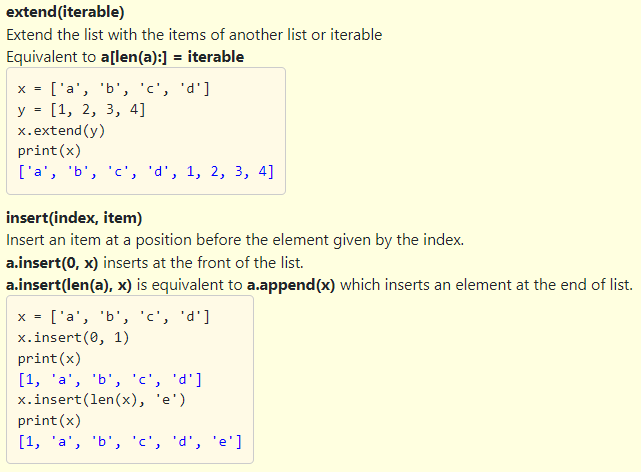 extend(iterable)
Extend the list with the items of another list or iterable
Equivalent to a[len(a):] = iterable
x = ['a', 'b', 'c', 'd']
y = [1, 2, 3, 4]
x.extend(y)
print(x)
['a', 'b', 'c', 'd', 1, 2, 3, 4]
insert(index, item)
Insert an item at a position before the element given by the index.
a.insert(0, x) inserts at the front of the list.
a.insert(len(a), x) is equivalent to a.append(x) which inserts an element at the end of list.
x = ['a', 'b', 'c', 'd']
x.insert(0, 1)
print(x)
[1, 'a', 'b', 'c', 'd']
x.insert(len(x), 'e')
print(x)
[1, 'a', 'b', 'c', 'd', 'e']